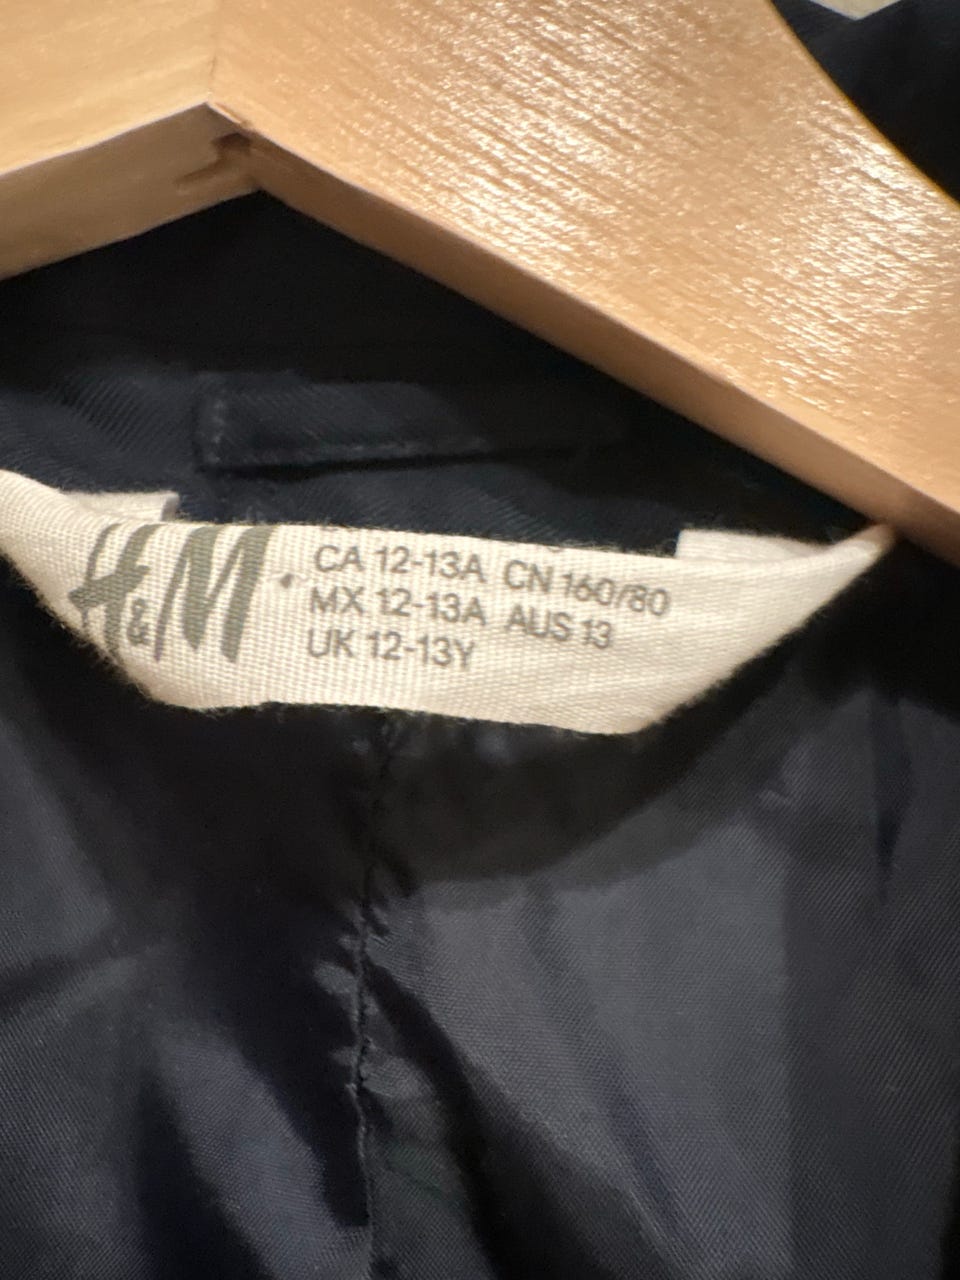 H&M
CA 12-13A CN 160/80
MX 12-13A AUS 13
UK 12-13Y